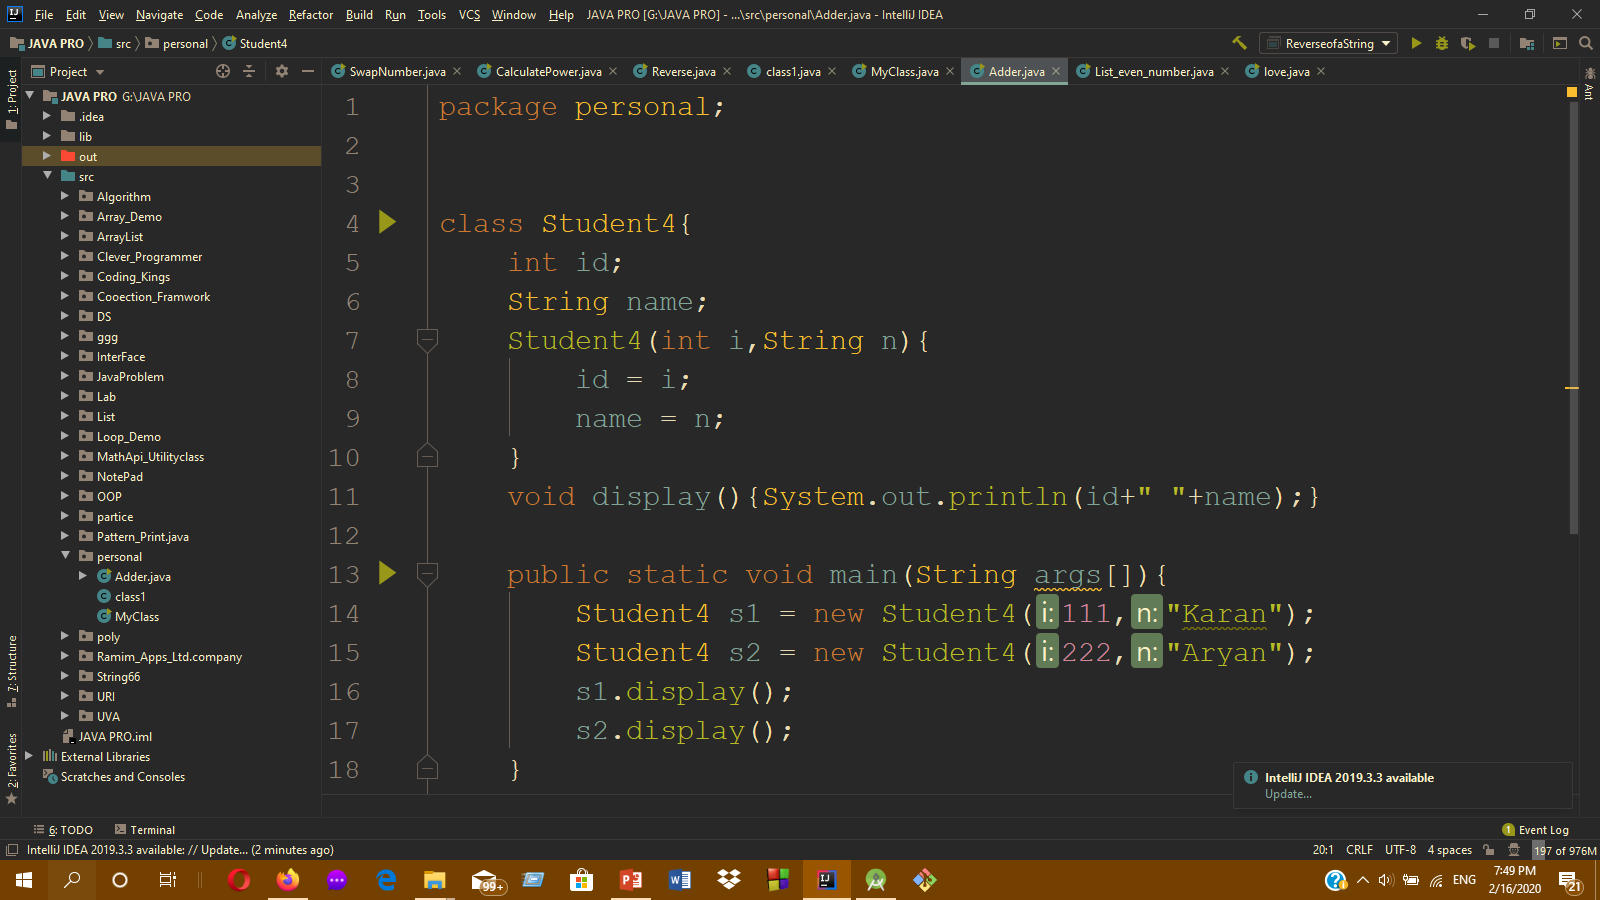 File Edit View Navigate Code Analyze Refactor Build Run Tools VCS Window Help JAVA PRO [G:\JAVA PRO] - ...\src\personal\Adder.java - IntelliJ IDEA
JAVA PRO src personal Student4 ReverseofaString
Project
SwapNumber.java CalculatePower.java Reverse.java class1.java MyClass.java Adder.java List_even_number.java love.java
1: Project
7: Structure
2: Favorites
Ant
JAVA PRO G:\JAVA PRO
.idea
lib
out
src
Algorithm
Array_Demo
ArrayList
Clever_Programmer
Coding_Kings
Cooection_Framwork
DS
ggg
InterFace
JavaProblem
Lab
List
Loop_Demo
MathApi_Utilityclass
NotePad
OOP
partice
Pattern_Print.java
personal
Adder.java
class1
MyClass
poly
Ramim_Apps_Ltd.company
String66
URI
UVA
JAVA PRO.iml
External Libraries
Scratches and Consoles
1 package personal;
2
3
4 class Student4{
5 int id;
6 String name;
7 Student4(int i,String n){
8 id = i;
9 name = n;
10 }
11 void display(){System.out.println(id+" "+name);}
12
13 public static void main(String args[]){
14 Student4 s1 = new Student4(i:111,n:"Karan");
15 Student4 s2 = new Student4(i:222,n:"Aryan");
16 s1.display();
17 s2.display();
18 }
IntelliJ IDEA 2019.3.3 available
Update...
6: TODO Terminal 1 Event Log
IntelliJ IDEA 2019.3.3 available: // Update... (2 minutes ago) 20:1 CRLF UTF-8 4 spaces 197 of 976M
99+ ENG 7:49 PM
2/16/2020 21